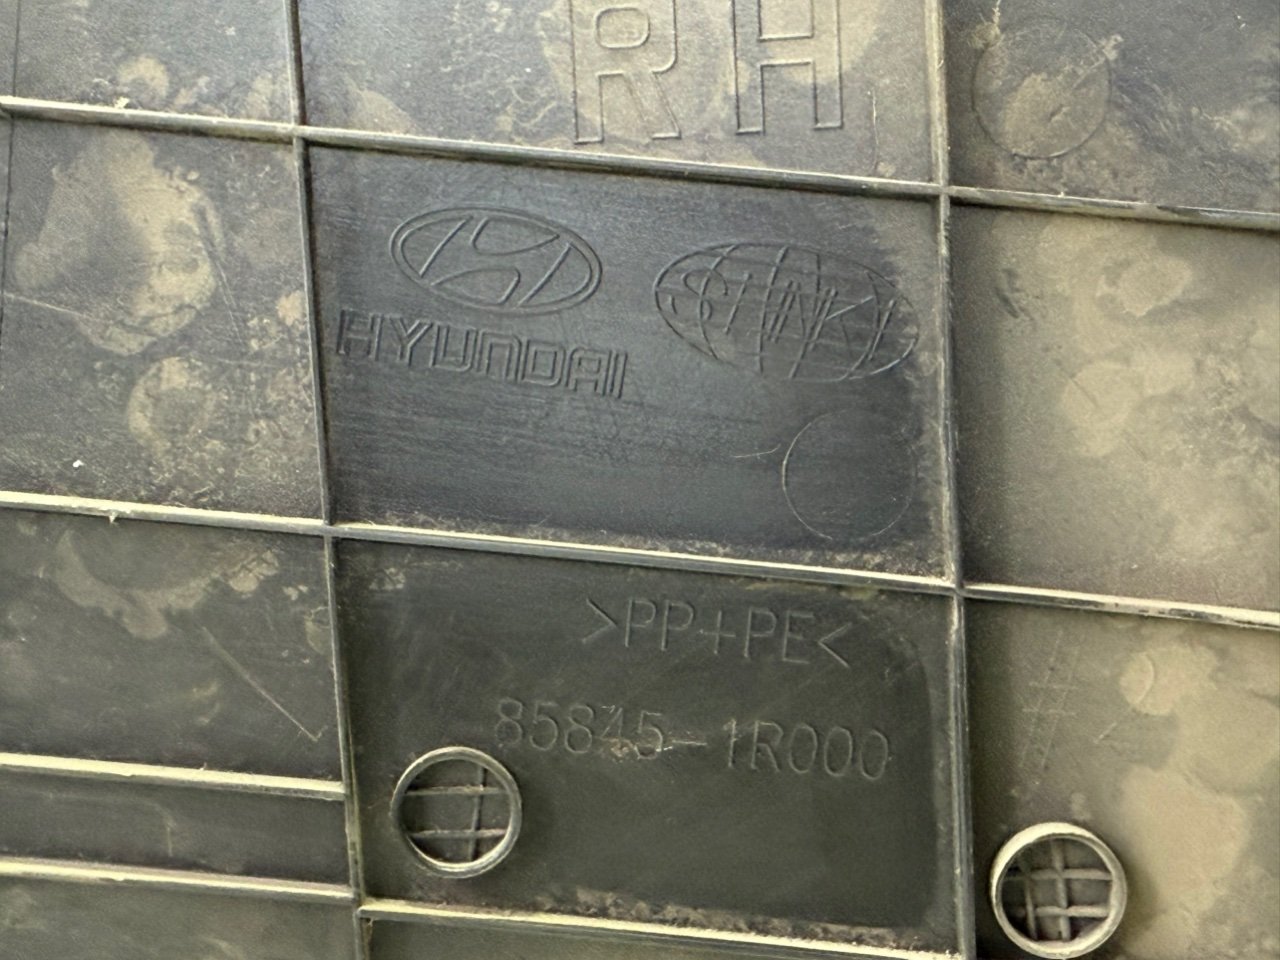 RH
HYUNDAI
>PP+PE<
85845-1R000
#